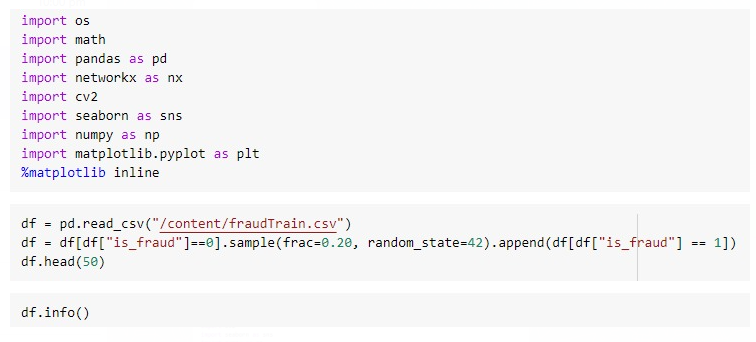 import os
import math
import pandas as pd
import networkx as nx
import cv2
import seaborn as sns
import numpy as np
import matplotlib.pyplot as plt
%matplotlib inline
df = pd.read_csv("/content/fraudTrain.csv")
df = df[df["is_fraud"]==0].sample(frac=0.20, random_state=42).append(df[df["is_fraud"] == 1])
df.head(50)
df.info()